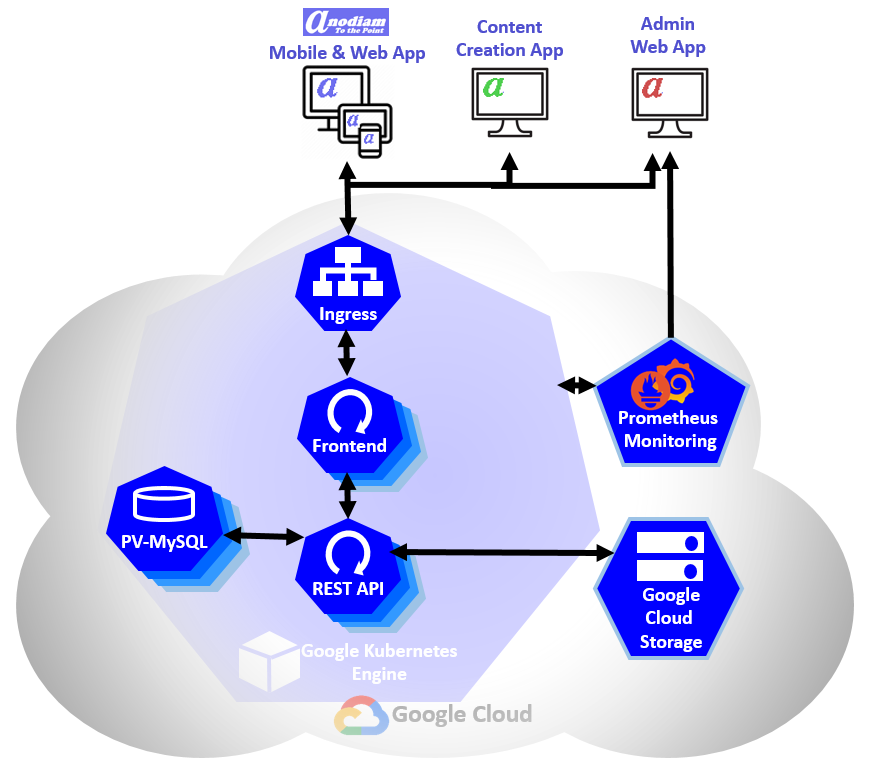 anodiam
To the Point
Mobile & Web App
Content
Creation App
Admin
Web App
a
a
a
a
a
Ingress
Frontend
Prometheus
Monitoring
PV-MySQL
REST API
Google
Cloud
Storage
Google Kubernetes
Engine
Google Cloud